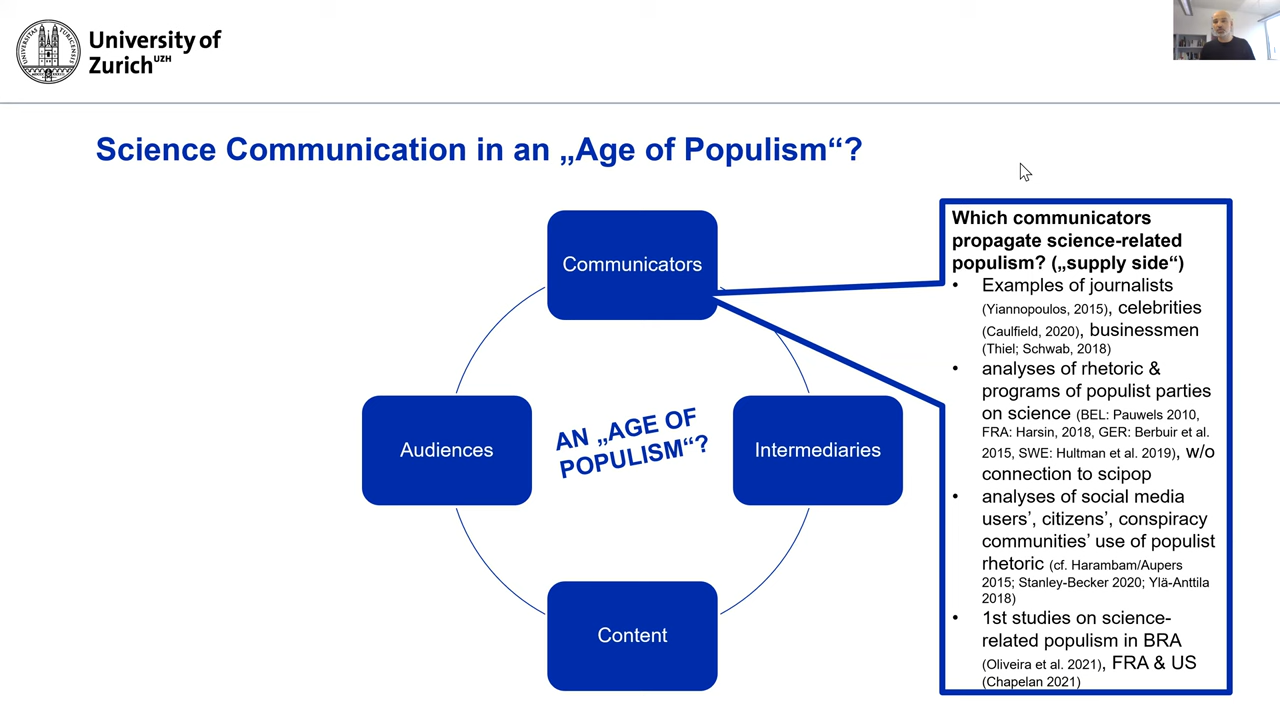 University of
Zurich UZH
Science Communication in an „Age of Populism“?
Communicators
Audiences
AN „AGE OF
POPULISM“?
Intermediaries
Content
Which communicators
propagate science-related
populism? („supply side“)
• Examples of journalists
(Yiannopoulos, 2015), celebrities
(Caulfield, 2020), businessmen
(Thiel; Schwab, 2018)
• analyses of rhetoric &
programs of populist parties
on science (BEL: Pauwels 2010,
FRA: Harsin, 2018, GER: Berbuir et al.
2015, SWE: Hultman et al. 2019), w/o
connection to scipop
• analyses of social media
users’, citizens’, conspiracy
communities’ use of populist
rhetoric (cf. Harambam/Aupers
2015; Stanley-Becker 2020; Ylä-Anttila
2018)
• 1st studies on science-
related populism in BRA
(Oliveira et al. 2021), FRA & US
(Chapelan 2021)